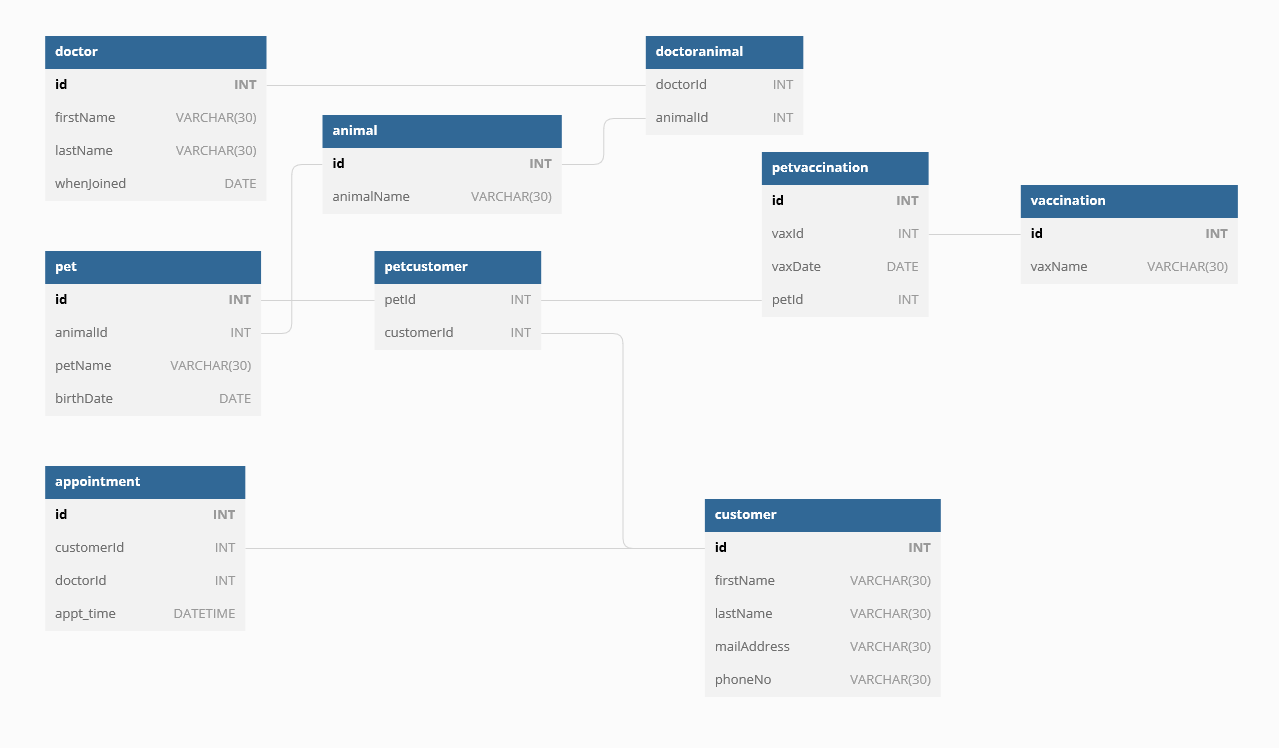 doctor
id INT
firstName VARCHAR(30)
lastName VARCHAR(30)
whenJoined DATE
animal
id INT
animalName VARCHAR(30)
doctoranimal
doctorId INT
animalId INT
petvaccination
id INT
vaxId INT
vaxDate DATE
petId INT
vaccination
id INT
vaxName VARCHAR(30)
pet
id INT
animalId INT
petName VARCHAR(30)
birthDate DATE
petcustomer
petId INT
customerId INT
appointment
id INT
customerId INT
doctorId INT
appt_time DATETIME
customer
id INT
firstName VARCHAR(30)
lastName VARCHAR(30)
mailAddress VARCHAR(30)
phoneNo VARCHAR(30)